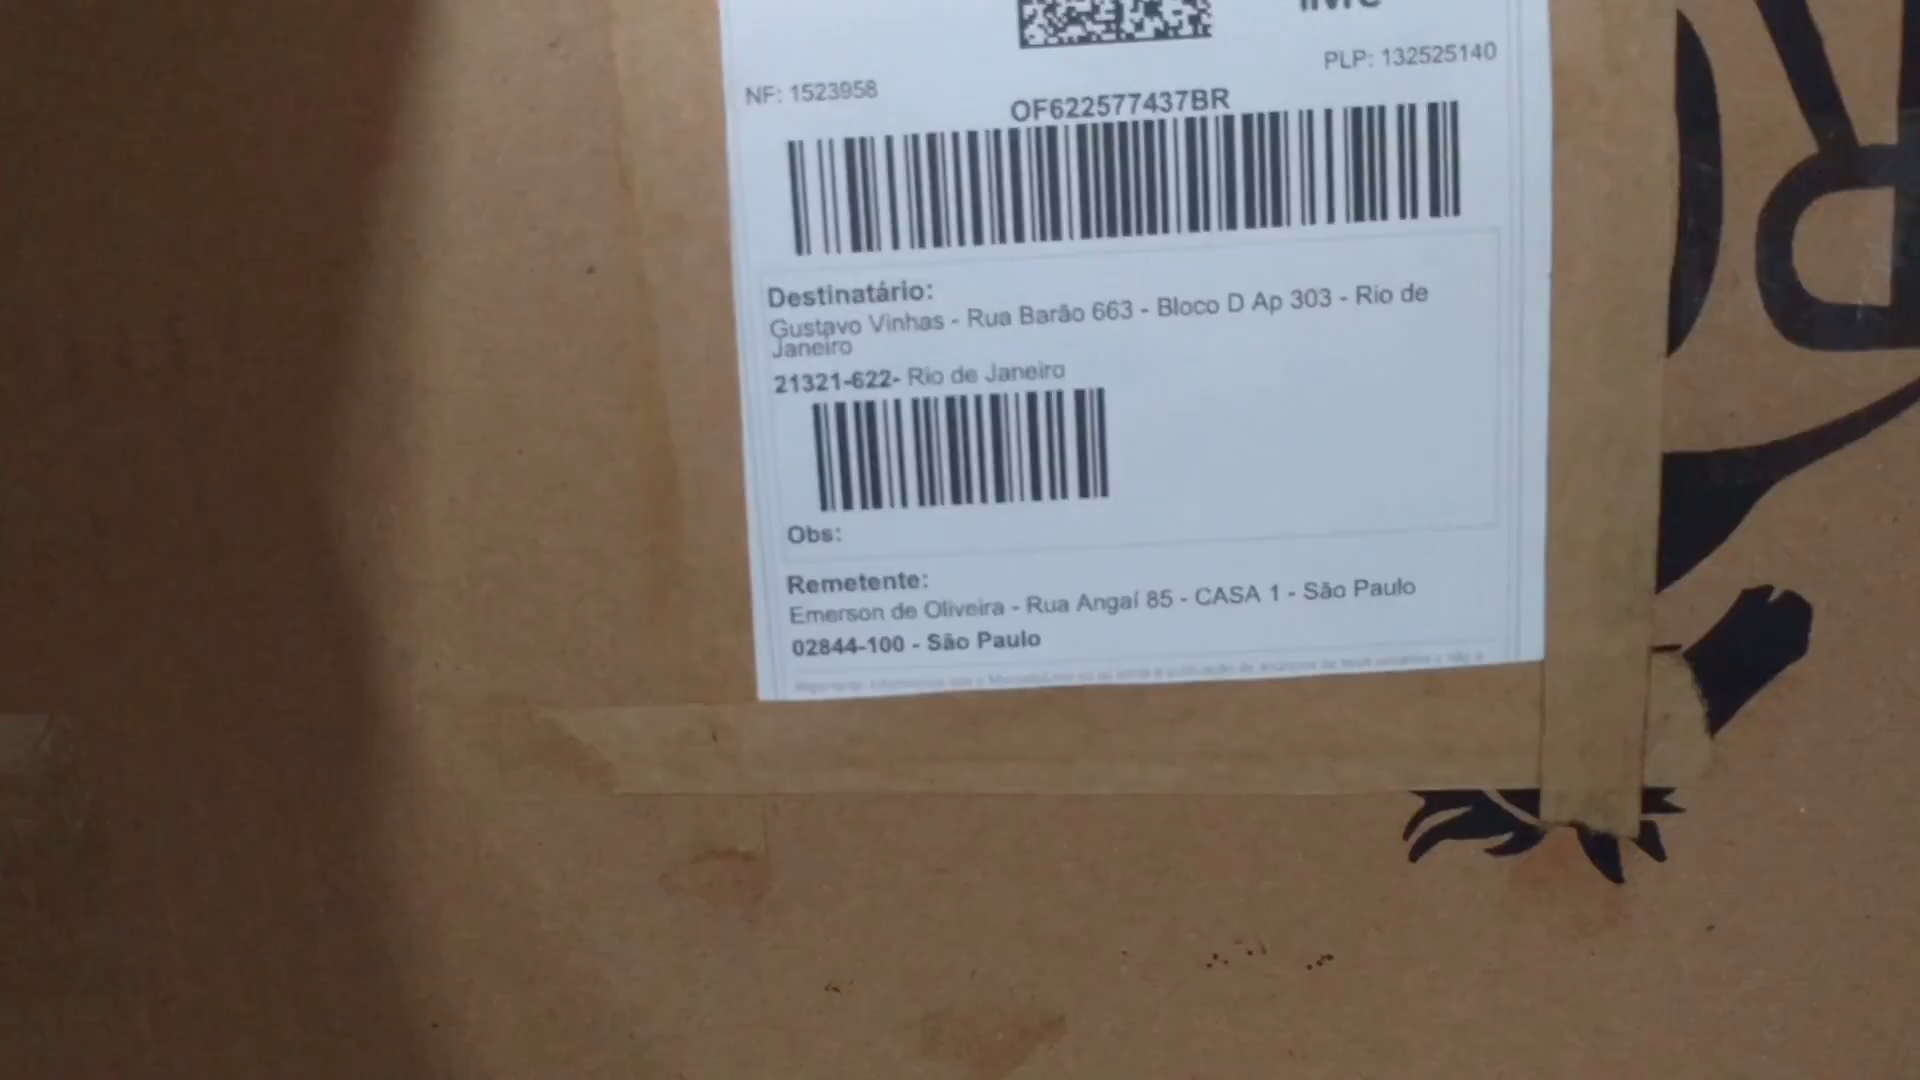 PLP: 132525140
NF: 1523958
OF622577437BR
Destinatário:
Gustavo Vinhas - Rua Barão 663 - Bloco D Ap 303 - Rio de
Janeiro
21321-622- Rio de Janeiro
Obs:
Remetente:
Emerson de Oliveira - Rua Angaí 85 - CASA 1 - São Paulo
02844-100 - São Paulo
R